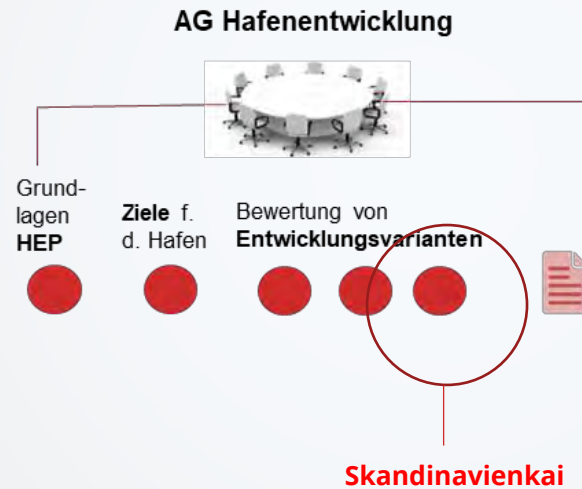 AG Hafenentwicklung
Grund-
lagen
HEP
Ziele f.
d. Hafen
Bewertung von
Entwicklungsvarianten
Skandinavienkai